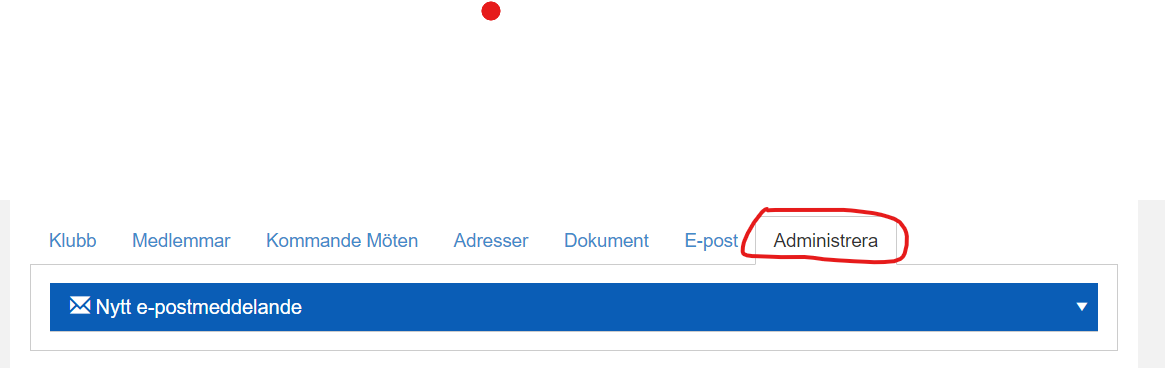 Klubb Medlemmar Kommande Möten Adresser Dokument E-post Administrera
Nytt e-postmeddelande